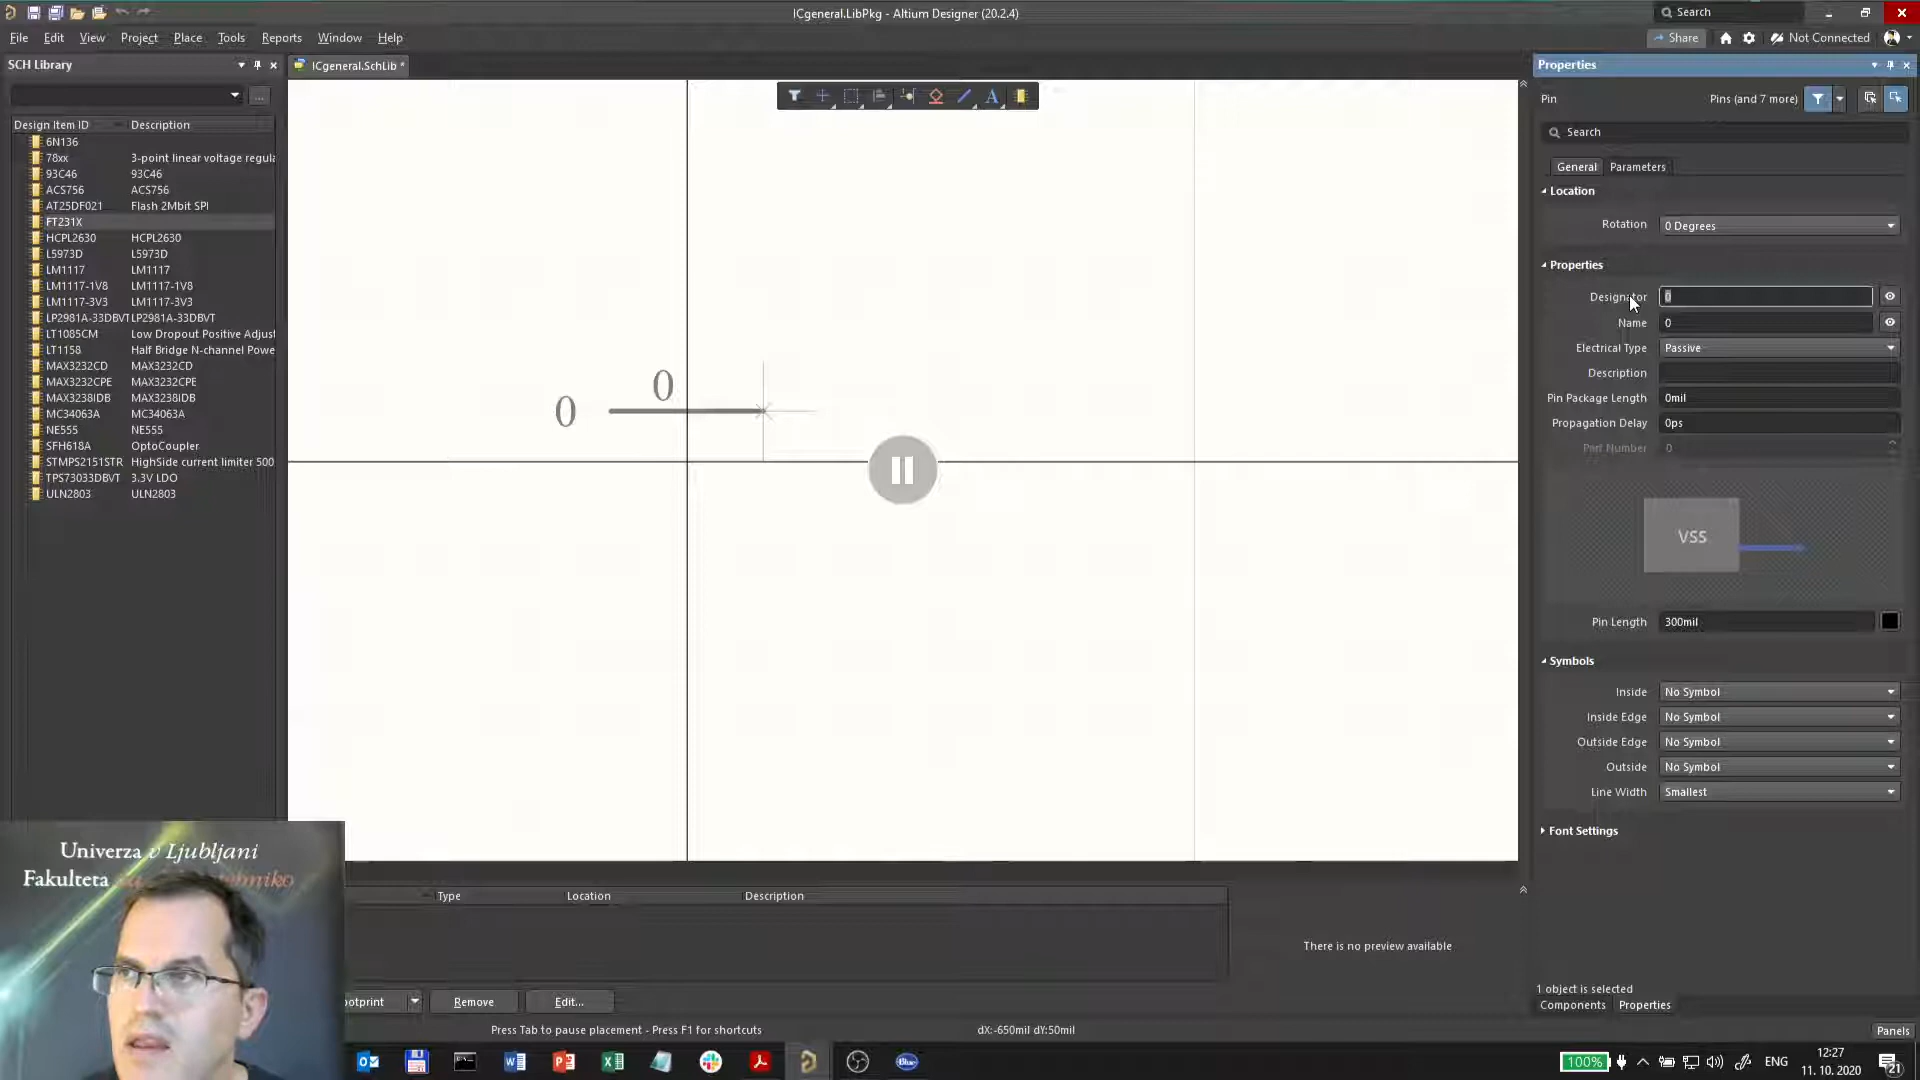 ICgeneral.LibPkg - Altium Designer (20.2.4)
Search
File Edit View Project Place Tools Reports Window Help
Share
Not Connected
SCH Library
ICgeneral.SchLib *
Properties
...
Pin
Pins (and 7 more)
Search
Design Item ID Description
General Parameters
6N136
78xx 3-point linear voltage regula
93C46 93C46
ACS756 ACS756
AT25DF021 Flash 2Mbit SPI
FT231X
HCPL2630 HCPL2630
L5973D L5973D
LM1117 LM1117
LM1117-1V8 LM1117-1V8
LM1117-3V3 LM1117-3V3
LP2981A-33DBVT LP2981A-33DBVT
LT1085CM Low Dropout Positive Adjust
LT1158 Half Bridge N-channel Powe
MAX3232CD MAX3232CD
MAX3232CPE MAX3232CPE
MAX3238IDB MAX3238IDB
MC34063A MC34063A
NE555 NE555
SFH618A OptoCoupler
STMPS2151STR HighSide current limiter 500
TPS73033DBVT 3.3V LDO
ULN2803 ULN2803
0
0
Location
Rotation 0 Degrees
Properties
Designator 0
Name 0
Electrical Type Passive
Description
Pin Package Length 0mil
Propagation Delay 0ps
Part Number 0
VSS
Pin Length 300mil
Symbols
Inside No Symbol
Inside Edge No Symbol
Outside Edge No Symbol
Outside No Symbol
Line Width Smallest
Font Settings
1 object is selected
Components Properties
Panels
Univerza v Ljubljani
Fakulteta
Type Location Description
There is no preview available
ootprint
Remove
Edit...
Press Tab to pause placement - Press F1 for shortcuts
dX:-650mil dY:50mil
Blue
100%
ENG
12:27
11. 10. 2020
21